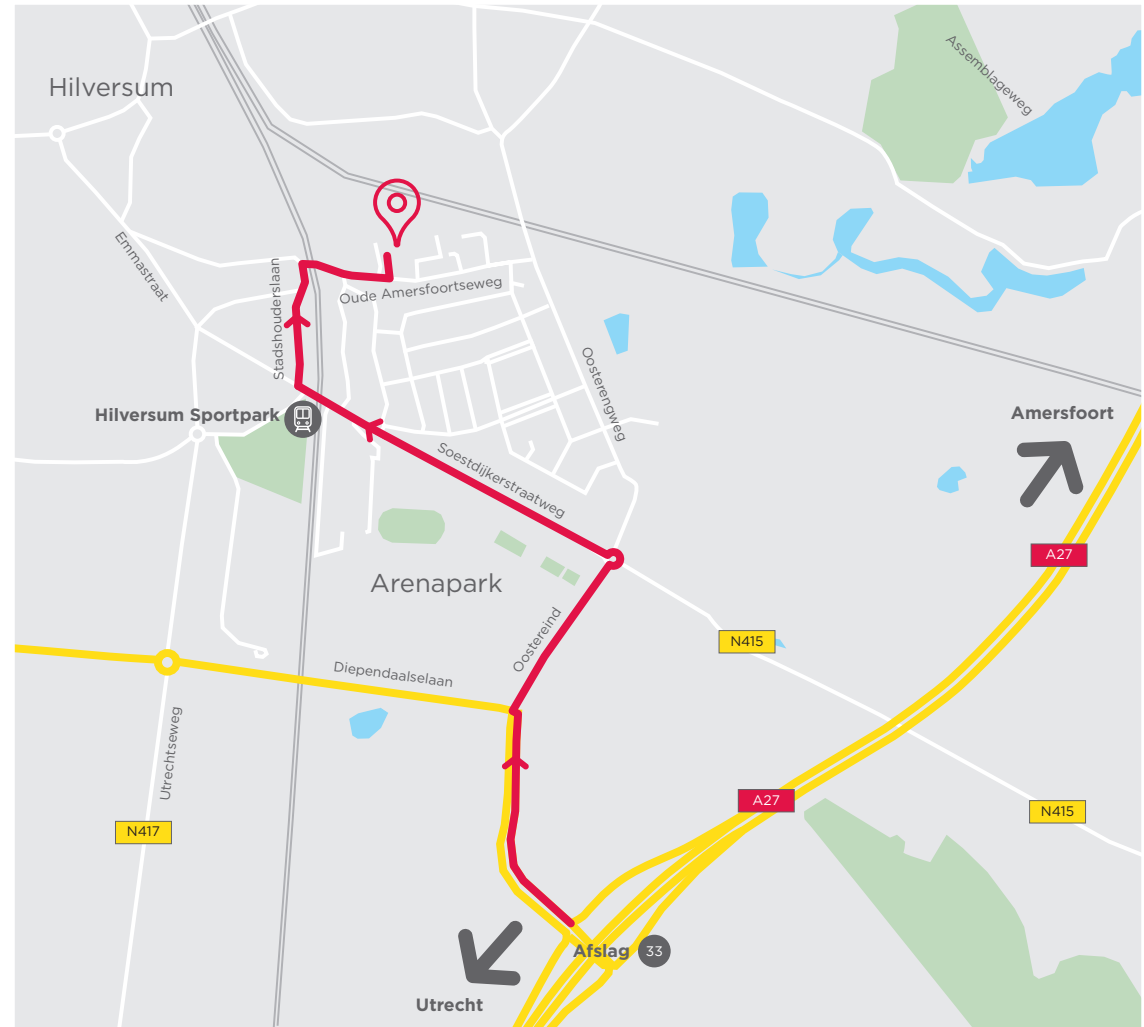 Hilversum
Assemblageweg
Emmastraat
Stadshouderslaan
Oude Amersfoortseweg
Oosterengweg
Hilversum Sportpark
Amersfoort
Soestdijkerstraatweg
A27
Arenapark
Oostereind
N415
Diependaalselaan
Utrechtseweg
A27
N415
N417
Afslag 33
Utrecht